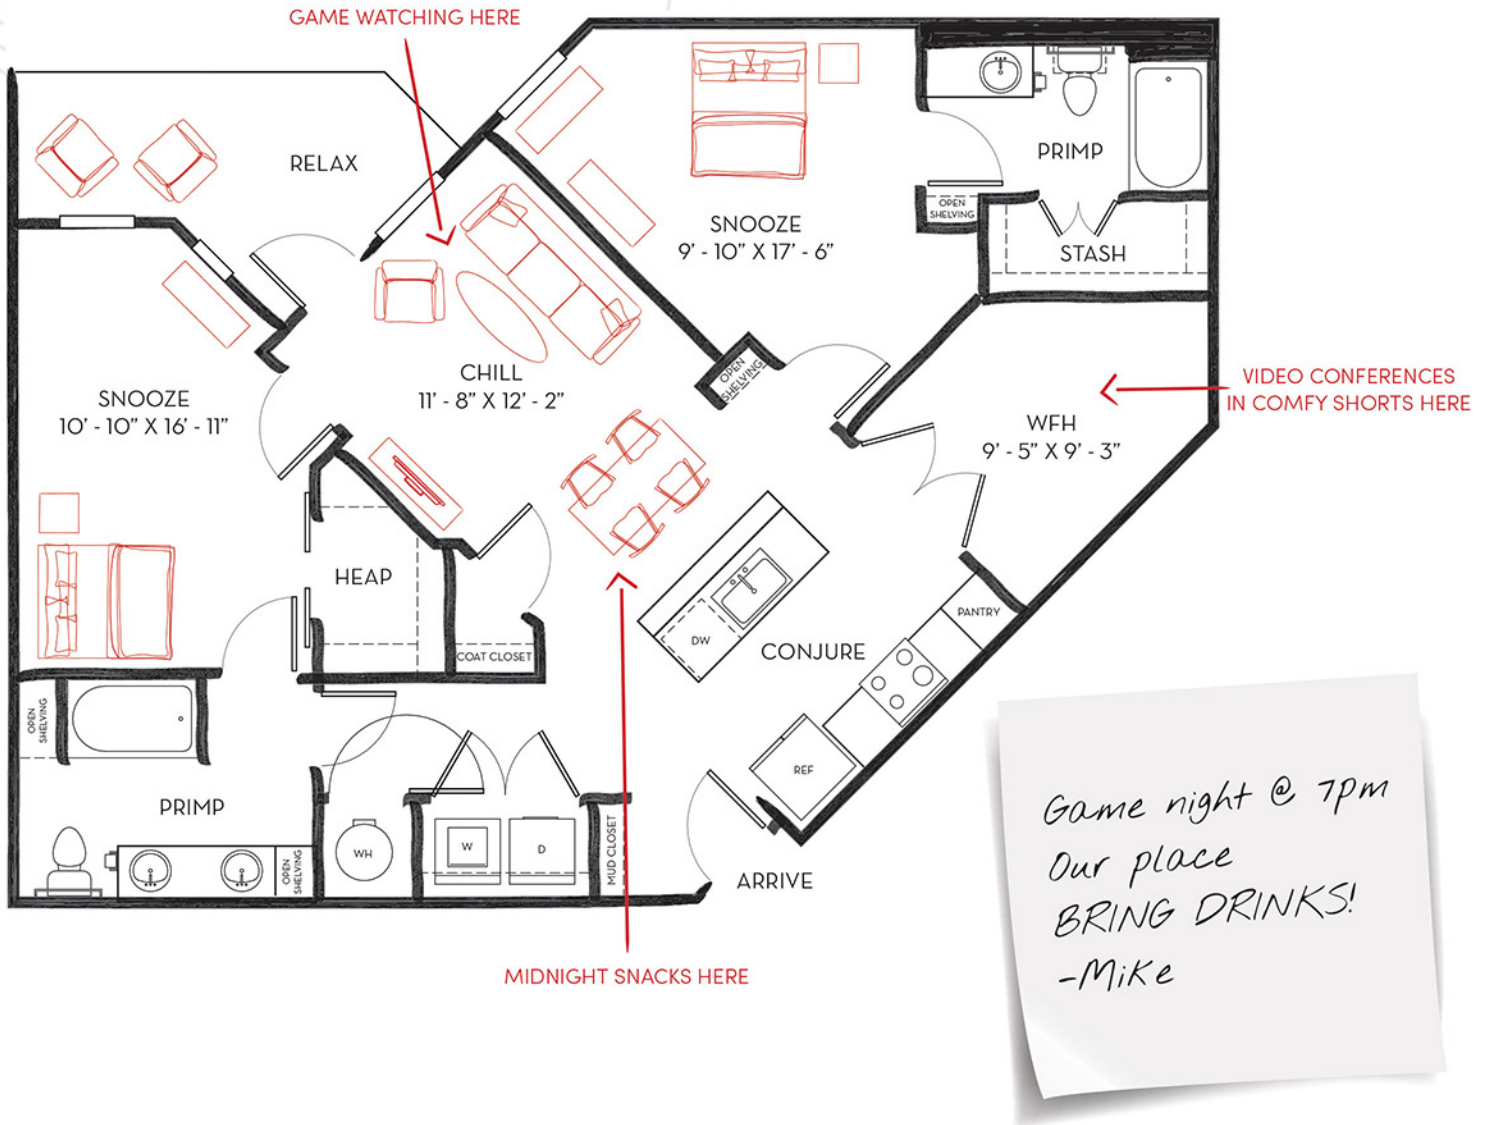 GAME WATCHING HERE
RELAX
PRIMP
SNOOZE
9' - 10” X 17' - 6”
OPEN
SHELVING
STASH
OPEN
SHELVING
CHILL
11' - 8” X 12' - 2”
SNOOZE
10' - 10” X 16' - 11”
VIDEO CONFERENCES
IN COMFY SHORTS HERE
WFH
9' - 5” X 9' - 3”
HEAP
COAT CLOSET
PANTRY
DW
CONJURE
REF
OPEN
SHELVING
PRIMP
OPEN
SHELVING
WH
W
D
MUD CLOSET
ARRIVE
MIDNIGHT SNACKS HERE
Game night @ 7pm
Our place
BRING DRINKS!
-Mike